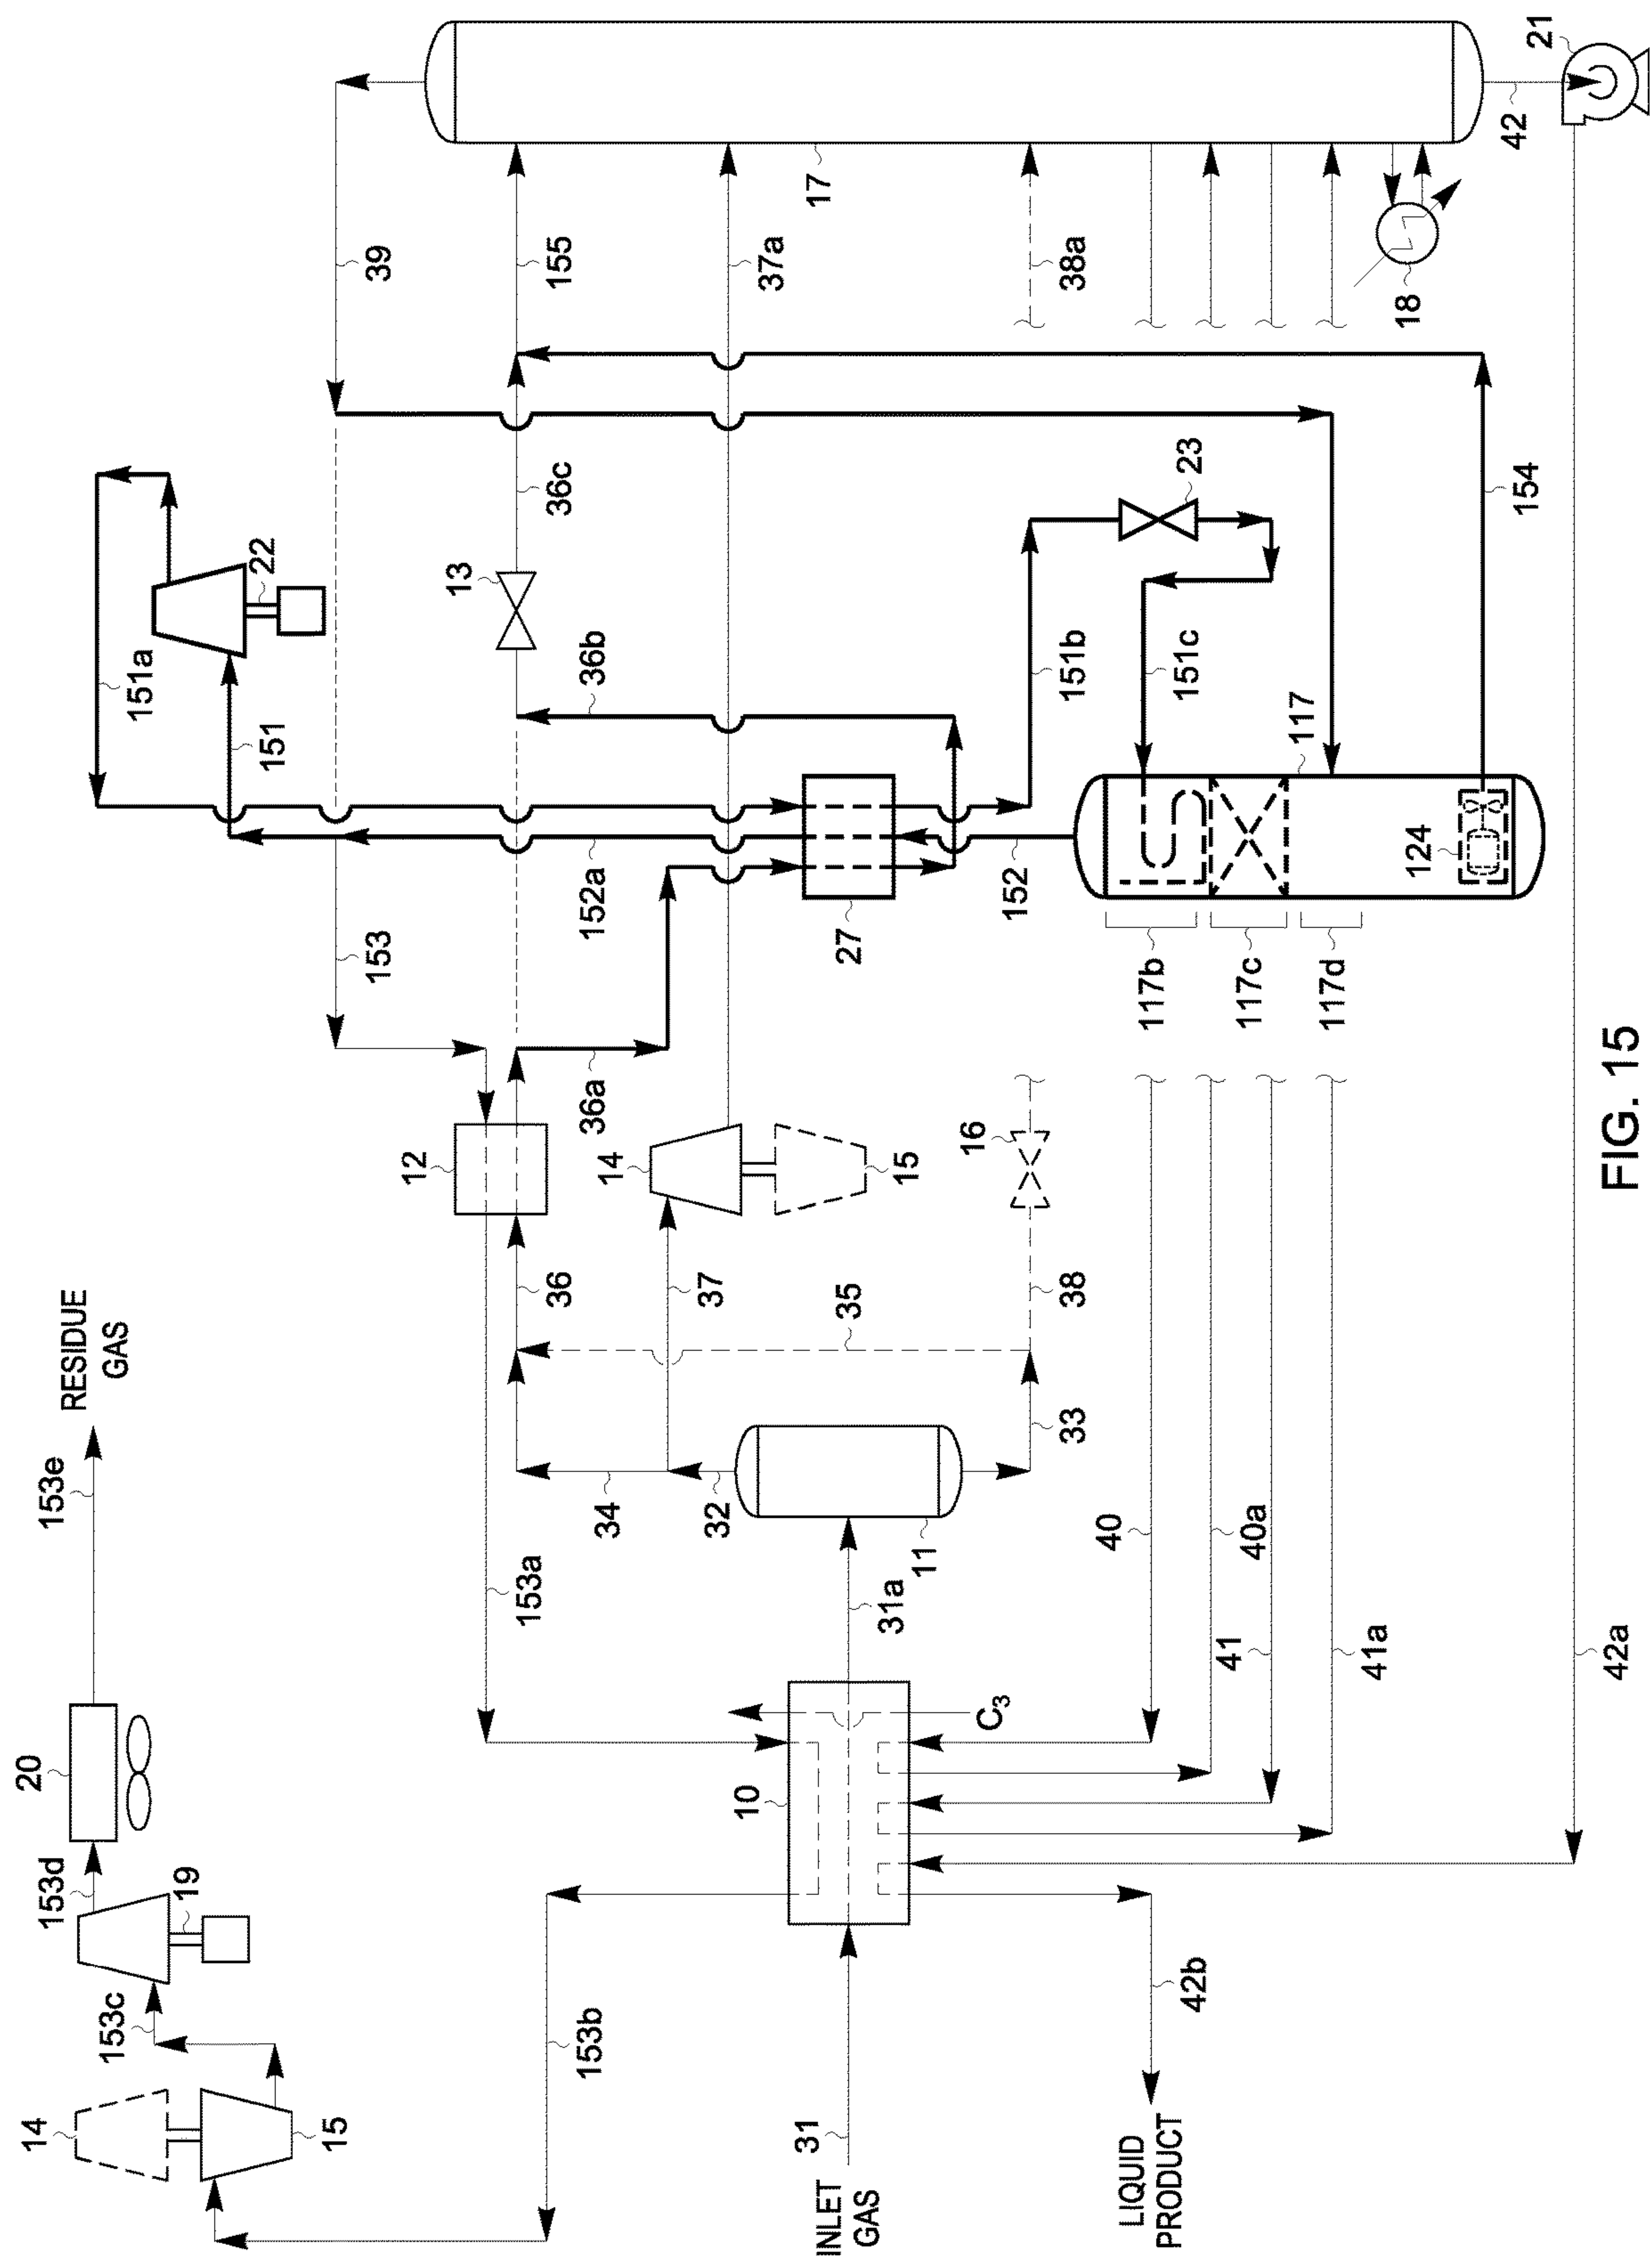 RESIDUE
GAS
153e
20
153d
19
153c
14
15
153b
153a
12
153
39
151a
151
22
152a
36
36a
36b
13
36c
155
34
32
37
14
15
37a
17
35
27
31
INLET
GAS
10
31a
11
C3
33
38
16
38a
152
151b
23
151c
117
117b
117c
117d
124
154
18
40
40a
41
41a
42
21
42a
42b
LIQUID
PRODUCT
FIG. 15